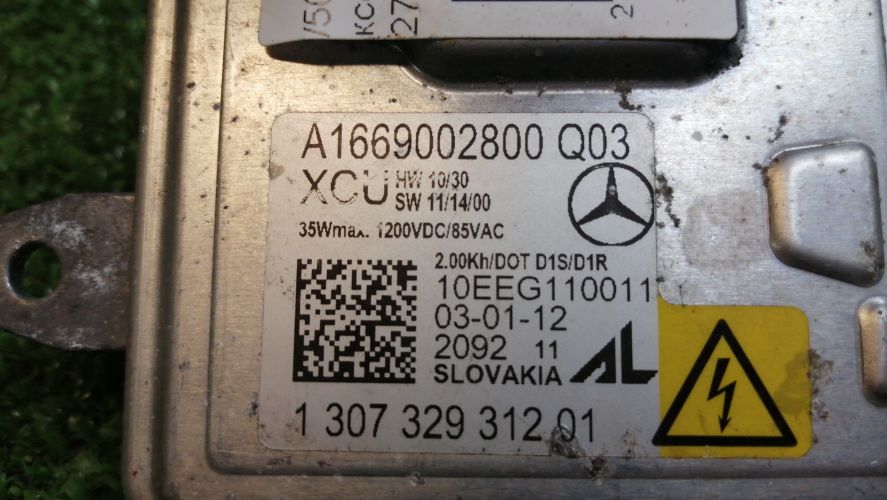 A1669002800 Q03
XCU HW 10/30
SW 11/14/00
35Wmax. 1200VDC/85VAC
2.00Kh/DOT D1S/D1R
10EEG110011
03-01-12
2092 11
SLOVAKIA AL
1 307 329 312 01